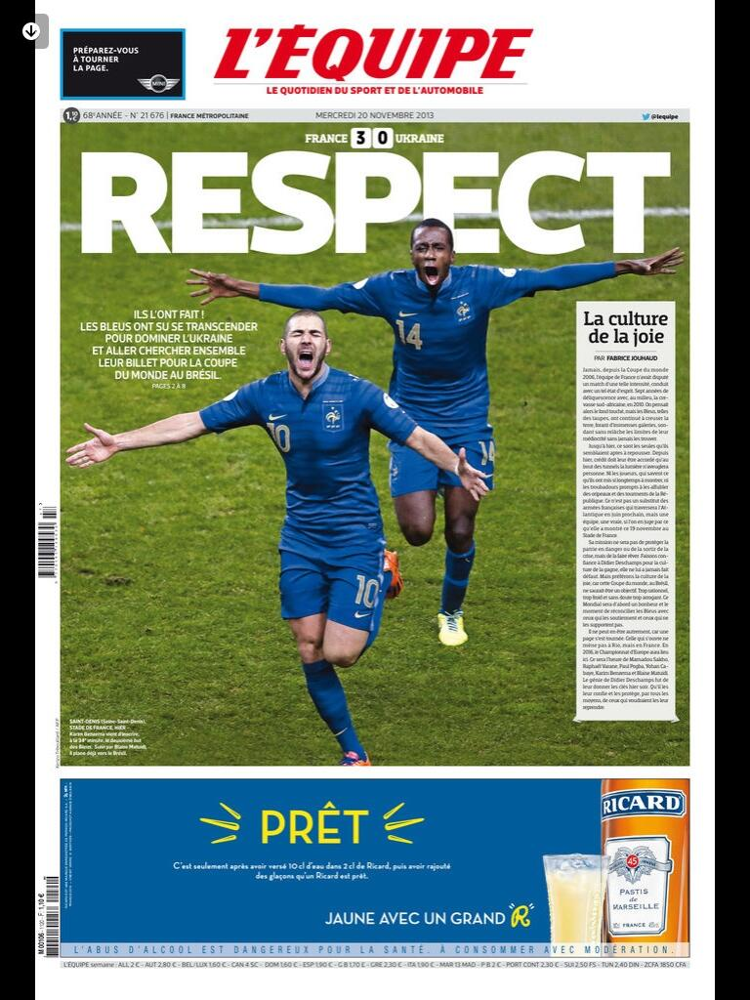 PRÉPAREZ-VOUS
À TOURNER
LA PAGE.
MINI
L'ÉQUIPE
LE QUOTIDIEN DU SPORT ET DE L'AUTOMOBILE
68e ANNÉE - N° 21 676 | FRANCE MÉTROPOLITAINE
MERCREDI 20 NOVEMBRE 2013
@lequipe
FRANCE 3 0 UKRAINE
RESPECT
ILS L'ONT FAIT !
LES BLEUS ONT SU SE TRANSCENDER
POUR DOMINER L'UKRAINE
ET ALLER CHERCHER ENSEMBLE
LEUR BILLET POUR LA COUPE
DU MONDE AU BRÉSIL.
PAGES 2 À 8
14
10
14
10
La culture
de la joie
PAR FABRICE JOUHAUD
Jamais, depuis la Coupe du monde
2006, l'équipe de France n'avait disputé
un match d'une telle intensité, conduit
avec un tel état d'esprit. Sept années de
déliquescence avec, au milieu, la cre-
vasse sud-africaine, en 2010. On pensait
alors le fond touché, mais les Bleus, telles
des taupes, ont continué à creuser la
terre, forant d'immenses galeries, son-
dant sans relâche les limites de leur
médiocrité sans jamais les trouver.
Jusqu'à hier, ce sont les seules qu'ils
semblaient aptes à repousser. Depuis
hier, crédit doit leur être accordé qu'au
bout des tunnels la lumière n'aveuglera
personne. Ni les joueurs, qui savent ce
qu'ils ont mis si longtemps à montrer, ni
les troubadours prompts à les affubler
des oripeaux et des tourments de la Ré-
publique. Ce n'est pas un substitut des
armées françaises qui traversera l'At-
lantique en juin prochain, mais une
équipe, une vraie, si l'on en juge par ce
qu'elle a montré ce 19 novembre au
Stade de France.
Sa mission ne sera pas de protéger la
patrie en danger ou de la sortir de la
crise, mais de la faire rêver. Faisons con-
fiance à Didier Deschamps pour la cultu-
re de la gagne, elle ne lui a jamais fait
défaut. Mais préférons la culture de la
joie, car cette Coupe du monde, au Brésil,
ne saurait être un objectif. Trop rationnel,
trop froid et sans doute trop arrogant. Ce
Mondial sera d'abord un bonheur et le
moment de réconcilier les Bleus avec
ceux qui les soutiennent et ceux qui ne
les supportent pas.
Il ne peut en être autrement, car une
page s'est tournée. Celle qui s'ouvre ne
mène pas à Rio, mais en France. En
2016, le Championnat d'Europe aura lieu
ici. Ce sera l'heure de Mamadou Sakho,
Raphaël Varane, Paul Pogba, Yohan Ca-
baye, Karim Benzema et Blaise Matuidi.
Le génie de Didier Deschamps fut de
leur donner les clés hier soir. Qu'il les
leur confie et les protège, par tous les
moyens, de ceux qui voudraient les leur
reprendre.
SAINT-DENIS (Seine-Saint-Denis),
STADE DE FRANCE, HIER. –
Karim Benzema vient d'inscrire,
à la 34e minute, le deuxième but
des Bleus. Suivi par Blaise Matuidi,
il plane déjà vers le Brésil.
PRÊT
C'est seulement après avoir versé 10 cl d'eau dans 2 cl de Ricard, puis avoir rajouté
des glaçons qu'un Ricard est prêt.
JAUNE AVEC UN GRAND R
RICARD
45
PASTIS
de
MARSEILLE
FRANCE
L'ABUS D'ALCOOL EST DANGEREUX POUR LA SANTÉ. À CONSOMMER AVEC MODÉRATION.
M 00106 - 1120 - F: 1,10 €
L'ÉQUIPE semaine : ALL 2 € - AUT 2,80 € - BEL/LUX 1,60 € - CAN 4 SC - DOM 1,60 € - ESP 1,90 € - G B 1,70 £ - GRE 2,30 € - ITA 1,90 € - MAR 13 MAD - P B 2 € - PORT CONT 2,30 € - SUI 2,50 FS - TUN 2,40 DIN - ZCFA 1850 CFA